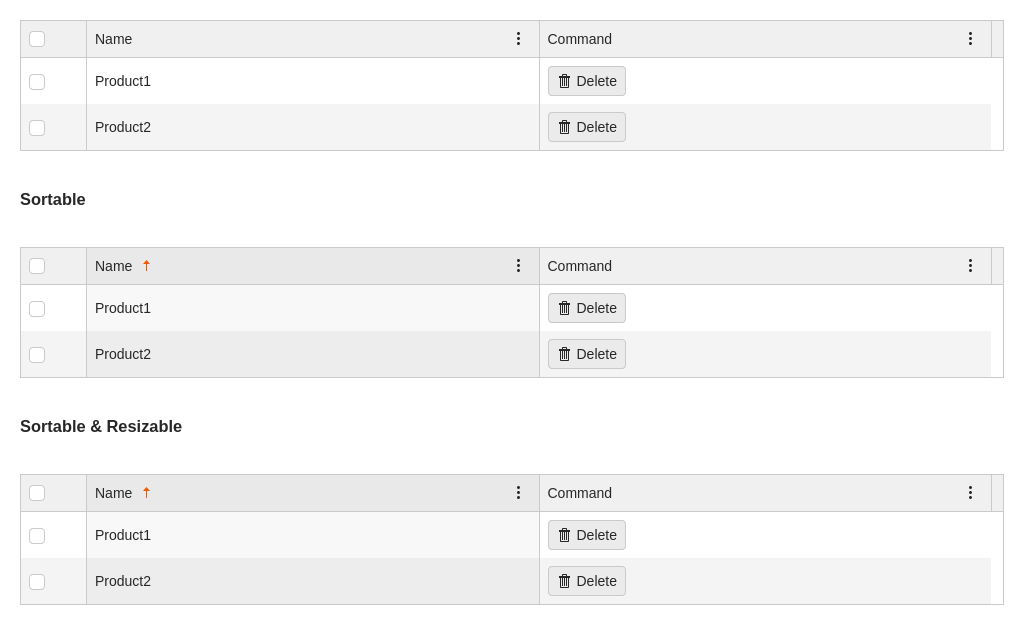 Name Command
Product1 Delete
Product2 Delete
Sortable
Name Command
Product1 Delete
Product2 Delete
Sortable & Resizable
Name Command
Product1 Delete
Product2 Delete